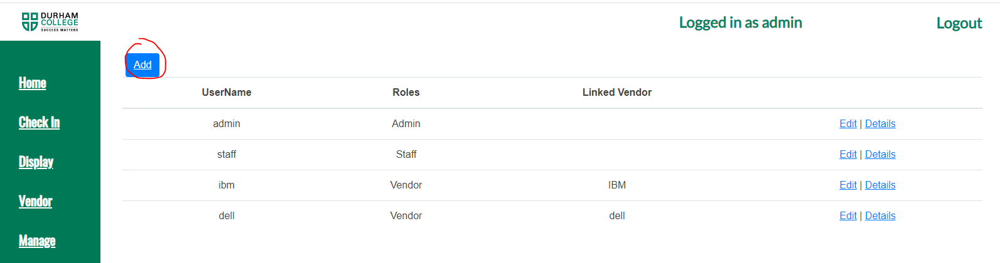 DURHAM
COLLEGE
SUCCESS MATTERS
Logged in as admin
Logout
Home
Check In
Display
Vendor
Manage
Add
UserName Roles Linked Vendor
admin Admin Edit | Details
staff Staff Edit | Details
ibm Vendor IBM Edit | Details
dell Vendor dell Edit | Details